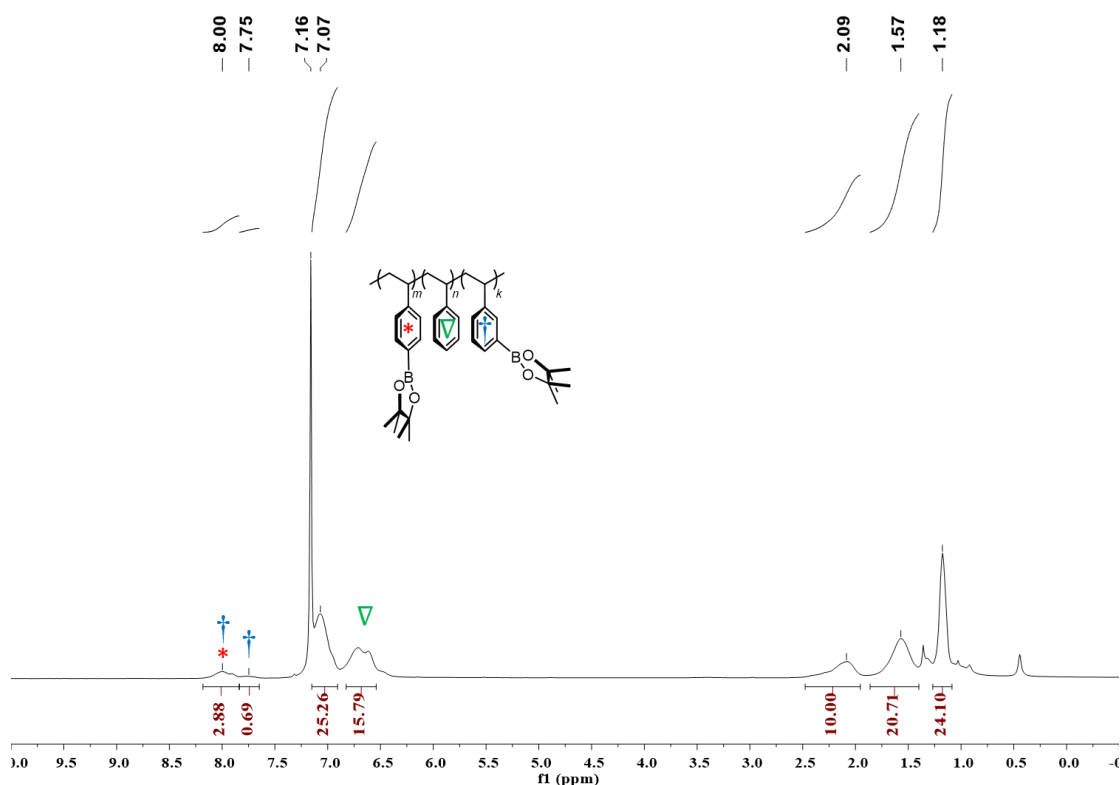 8.00 7.75 7.16 7.07 2.09 1.57 1.18
m n k
* ∇ †
B O O
B O O
† * † ∇
2.88 0.69 25.26 15.79 10.00 20.71 24.10
0.0 9.5 9.0 8.5 8.0 7.5 7.0 6.5 6.0 5.5 5.0 4.5 4.0 3.5 3.0 2.5 2.0 1.5 1.0 0.5 0.0 -0
f1 (ppm)